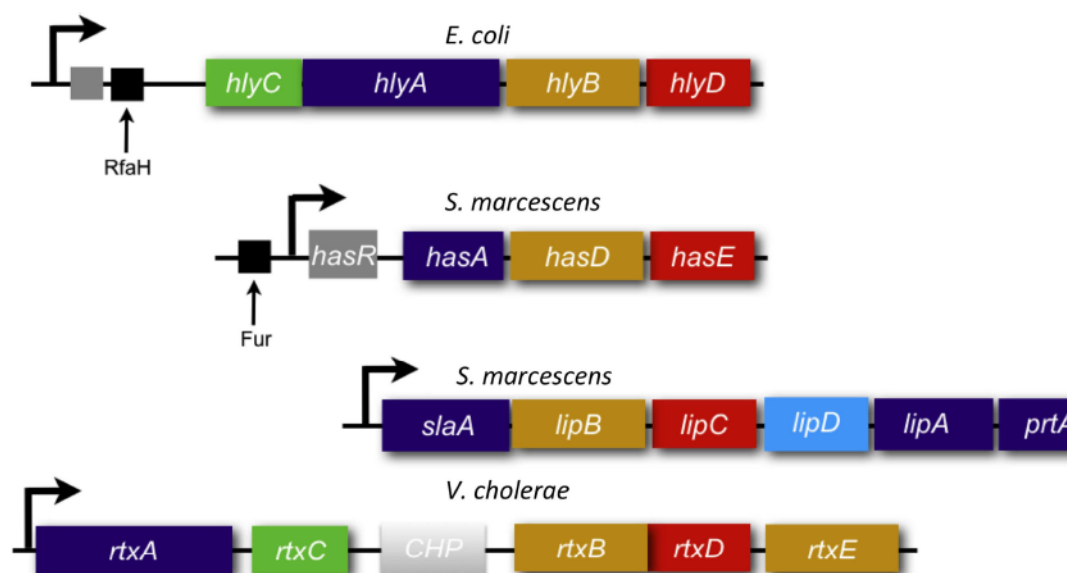 E. coli
hlyC hlyA hlyB hlyD
RfaH
S. marcescens
hasR hasA hasD hasE
Fur
S. marcescens
slaA lipB lipC lipD lipA prtA
V. cholerae
rtxA rtxC CHP rtxB rtxD rtxE